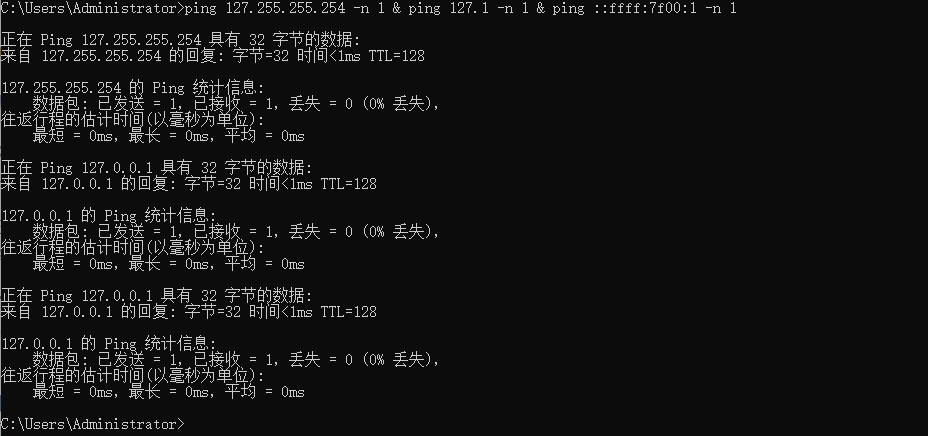 C:\Users\Administrator>ping 127.255.255.254 -n 1 & ping 127.1 -n 1 & ping ::ffff:7f00:1 -n 1
正在 Ping 127.255.255.254 具有 32 字节的数据:
来自 127.255.255.254 的回复: 字节=32 时间<1ms TTL=128
127.255.255.254 的 Ping 统计信息:
数据包: 已发送 = 1, 已接收 = 1, 丢失 = 0 (0% 丢失),
往返行程的估计时间(以毫秒为单位):
最短 = 0ms, 最长 = 0ms, 平均 = 0ms
正在 Ping 127.0.0.1 具有 32 字节的数据:
来自 127.0.0.1 的回复: 字节=32 时间<1ms TTL=128
127.0.0.1 的 Ping 统计信息:
数据包: 已发送 = 1, 已接收 = 1, 丢失 = 0 (0% 丢失),
往返行程的估计时间(以毫秒为单位):
最短 = 0ms, 最长 = 0ms, 平均 = 0ms
正在 Ping 127.0.0.1 具有 32 字节的数据:
来自 127.0.0.1 的回复: 字节=32 时间<1ms TTL=128
127.0.0.1 的 Ping 统计信息:
数据包: 已发送 = 1, 已接收 = 1, 丢失 = 0 (0% 丢失),
往返行程的估计时间(以毫秒为单位):
最短 = 0ms, 最长 = 0ms, 平均 = 0ms
C:\Users\Administrator>